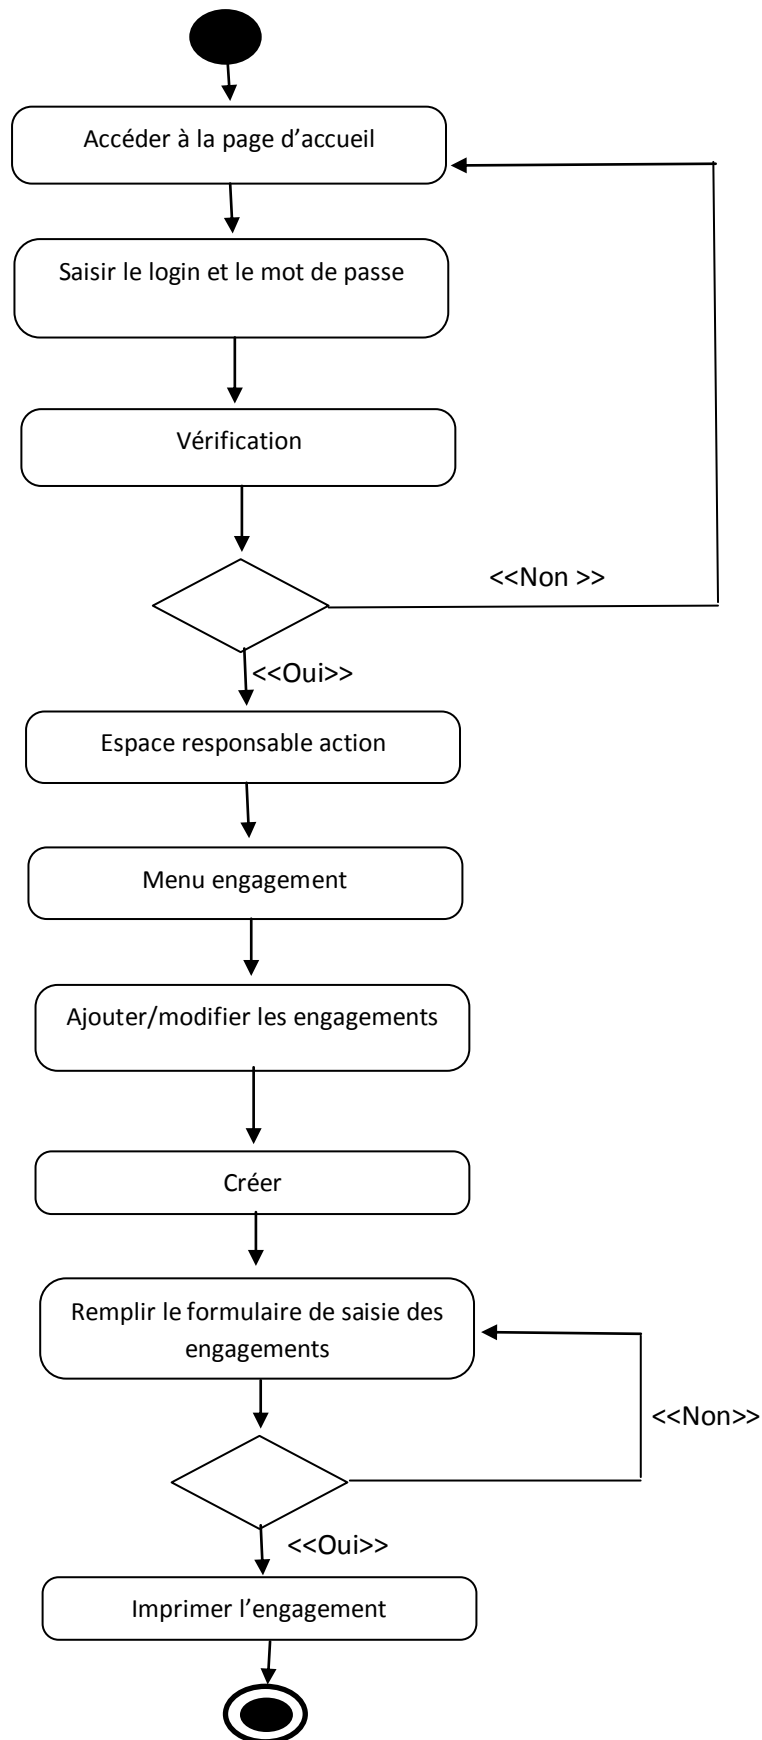 Accéder à la page d’accueil
Saisir le login et le mot de passe
Vérification
<<Non >>
<<Oui>>
Espace responsable action
Menu engagement
Ajouter/modifier les engagements
Créer
Remplir le formulaire de saisie des
engagements
<<Non>>
<<Oui>>
Imprimer l’engagement